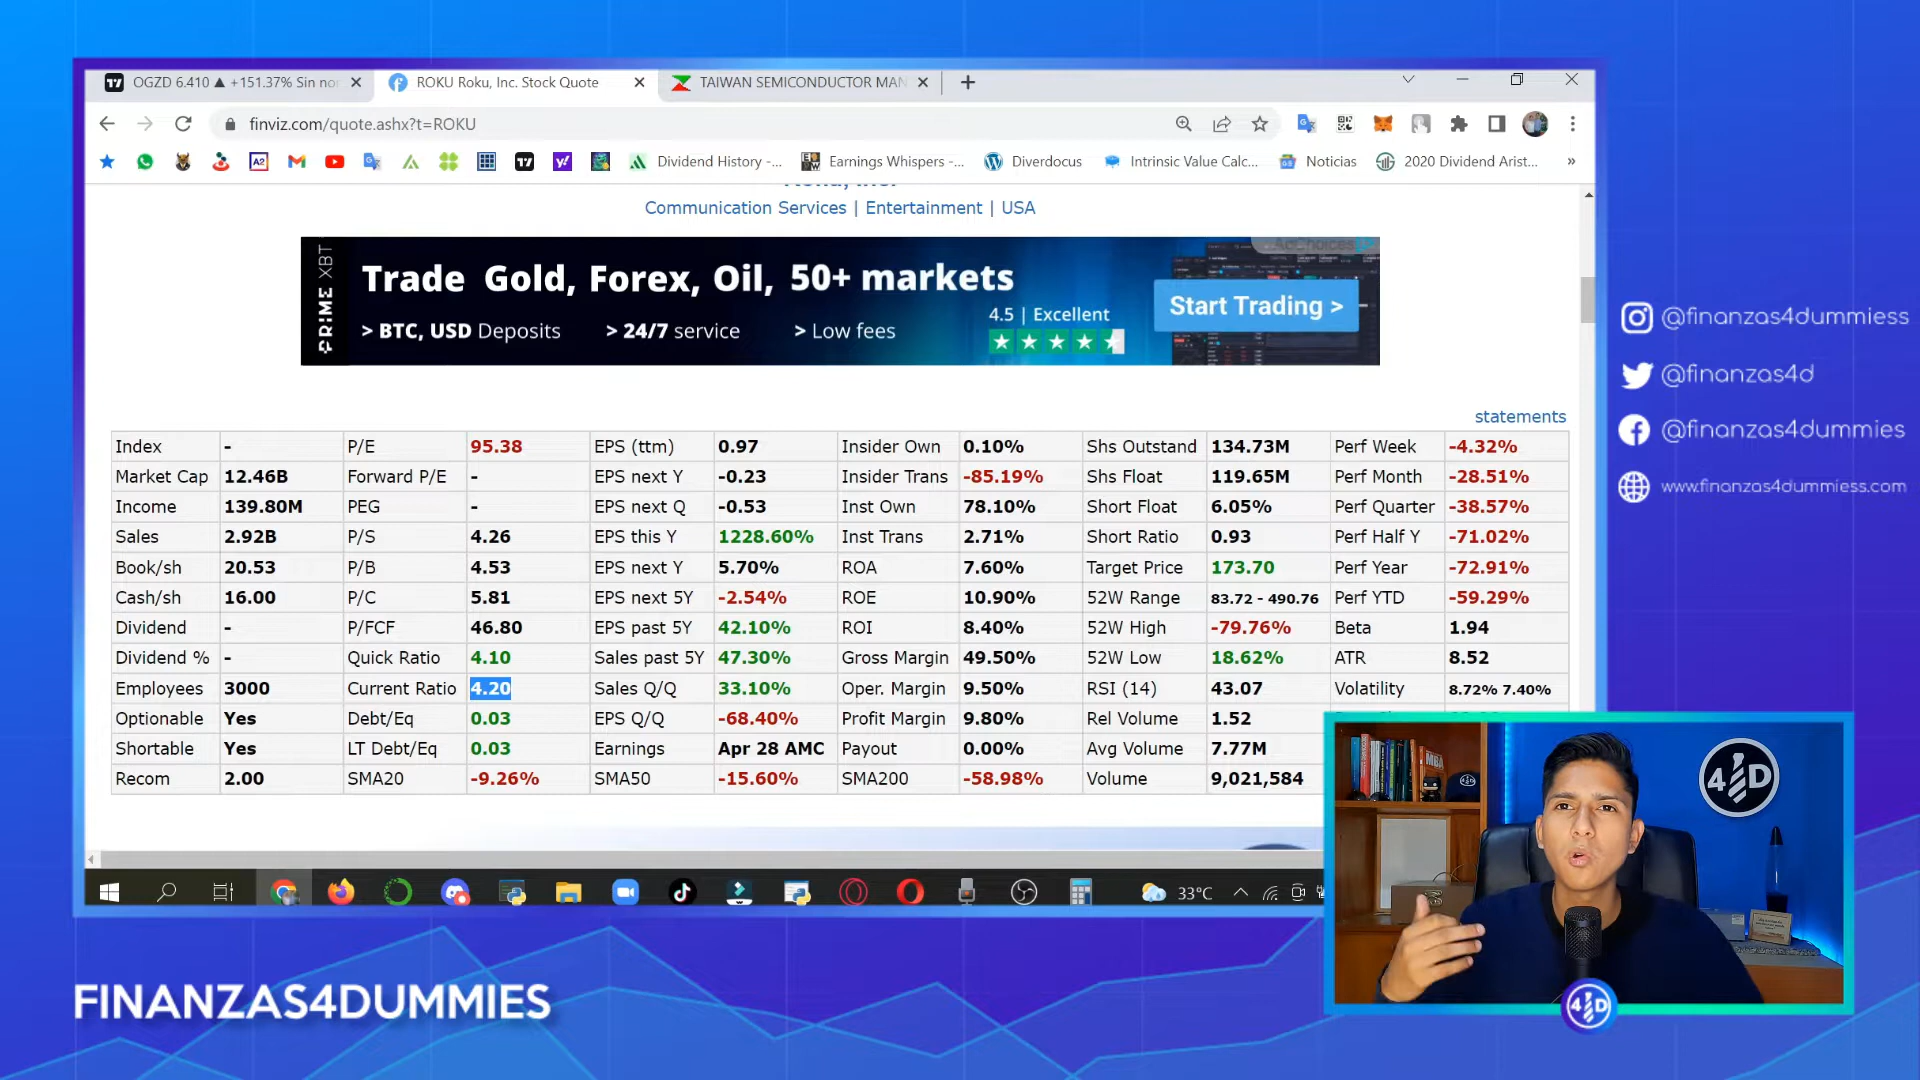 OGZD 6.410 ▲ +151.37% Sin nor
ROKU Roku, Inc. Stock Quote
TAIWAN SEMICONDUCTOR MAN
finviz.com/quote.ashx?t=ROKU
Dividend History -...
Earnings Whispers -...
Diverdocus
Intrinsic Value Calc...
Noticias
2020 Dividend Arist...
»
Communication Services | Entertainment | USA
PRIME XBT
Trade Gold, Forex, Oil, 50+ markets
> BTC, USD Deposits > 24/7 service > Low fees
4.5 | Excellent
Start Trading >
AdChoices
statements
Index - P/E 95.38 EPS (ttm) 0.97 Insider Own 0.10% Shs Outstand 134.73M Perf Week -4.32%
Market Cap 12.46B Forward P/E - EPS next Y -0.23 Insider Trans -85.19% Shs Float 119.65M Perf Month -28.51%
Income 139.80M PEG - EPS next Q -0.53 Inst Own 78.10% Short Float 6.05% Perf Quarter -38.57%
Sales 2.92B P/S 4.26 EPS this Y 1228.60% Inst Trans 2.71% Short Ratio 0.93 Perf Half Y -71.02%
Book/sh 20.53 P/B 4.53 EPS next Y 5.70% ROA 7.60% Target Price 173.70 Perf Year -72.91%
Cash/sh 16.00 P/C 5.81 EPS next 5Y -2.54% ROE 10.90% 52W Range 83.72 - 490.76 Perf YTD -59.29%
Dividend - P/FCF 46.80 EPS past 5Y 42.10% ROI 8.40% 52W High -79.76% Beta 1.94
Dividend % - Quick Ratio 4.10 Sales past 5Y 47.30% Gross Margin 49.50% 52W Low 18.62% ATR 8.52
Employees 3000 Current Ratio 4.20 Sales Q/Q 33.10% Oper. Margin 9.50% RSI (14) 43.07 Volatility 8.72% 7.40%
Optionable Yes Debt/Eq 0.03 EPS Q/Q -68.40% Profit Margin 9.80% Rel Volume 1.52
Shortable Yes LT Debt/Eq 0.03 Earnings Apr 28 AMC Payout 0.00% Avg Volume 7.77M
Recom 2.00 SMA20 -9.26% SMA50 -15.60% SMA200 -58.98% Volume 9,021,584
33°C
@finanzas4dummiess
@finanzas4d
@finanzas4dummies
www.finanzas4dummiess.com
MBA
4D
4D
FINANZAS4DUMMIES